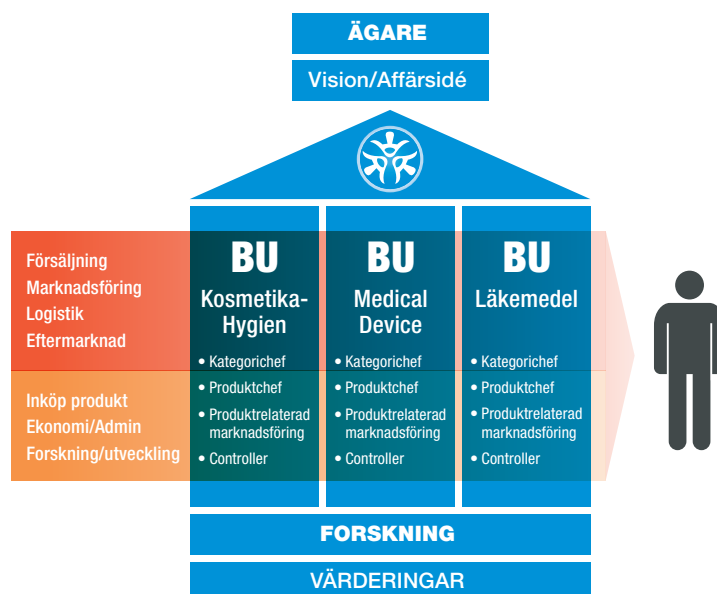 ÄGARE
Vision/Affärsidé
Försäljning
Marknadsföring
Logistik
Eftermarknad
Inköp produkt
Ekonomi/Admin
Forskning/utveckling
BU
Kosmetika-
Hygien
• Kategorichef
• Produktchef
• Produktrelaterad
marknadsföring
• Controller
BU
Medical
Device
• Kategorichef
• Produktchef
• Produktrelaterad
marknadsföring
• Controller
BU
Läkemedel
• Kategorichef
• Produktchef
• Produktrelaterad
marknadsföring
• Controller
FORSKNING
VÄRDERINGAR